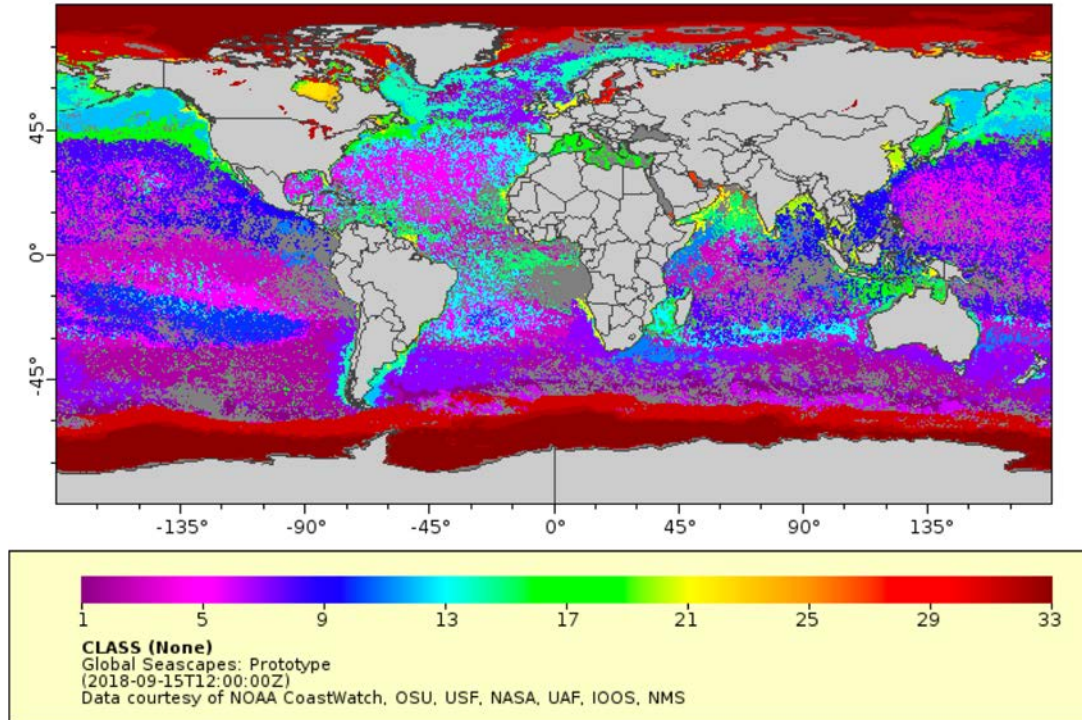 45°
0°
-45°
-135° -90° -45° 0° 45° 90° 135°
1 5 9 13 17 21 25 29 33
CLASS (None)
Global Seascapes: Prototype
(2018-09-15T12:00:00Z)
Data courtesy of NOAA CoastWatch, OSU, USF, NASA, UAF, IOOS, NMS